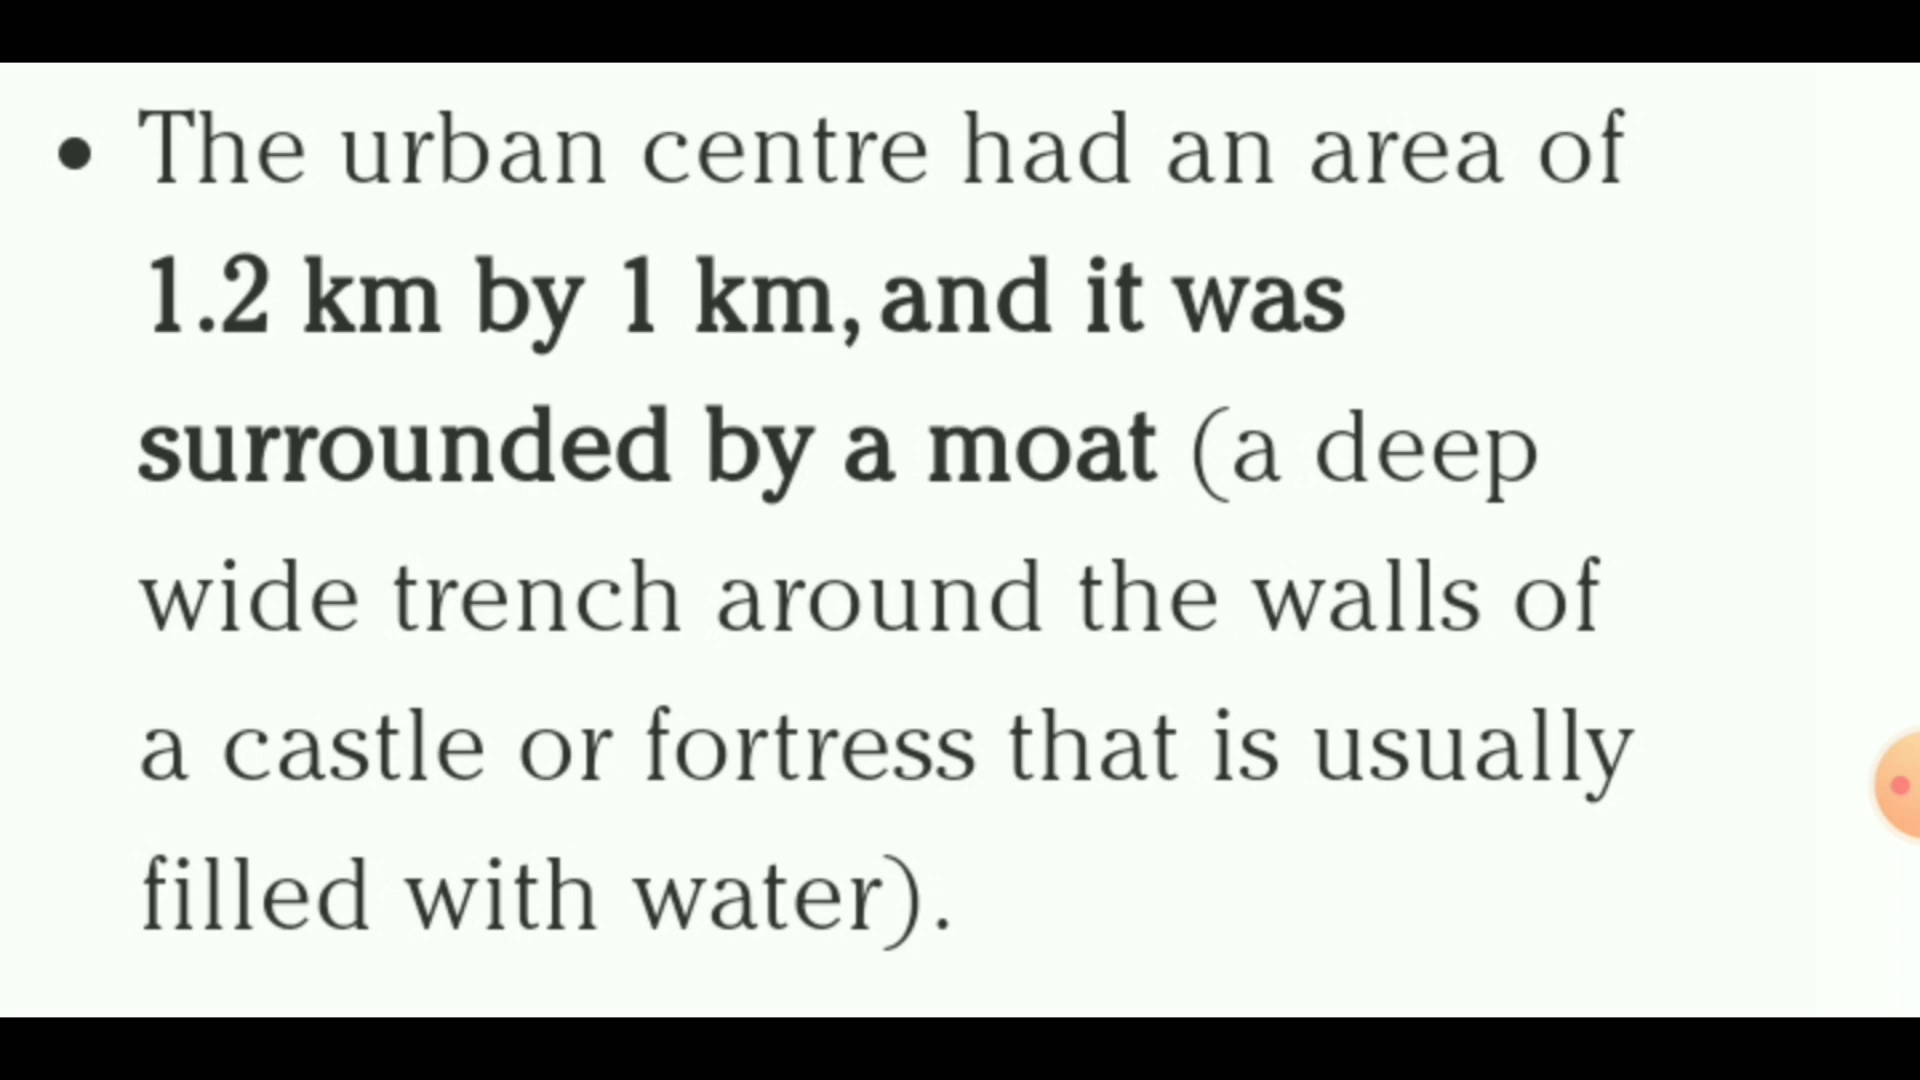 • The urban centre had an area of
1.2 km by 1 km, and it was
surrounded by a moat (a deep
wide trench around the walls of
a castle or fortress that is usually
filled with water).